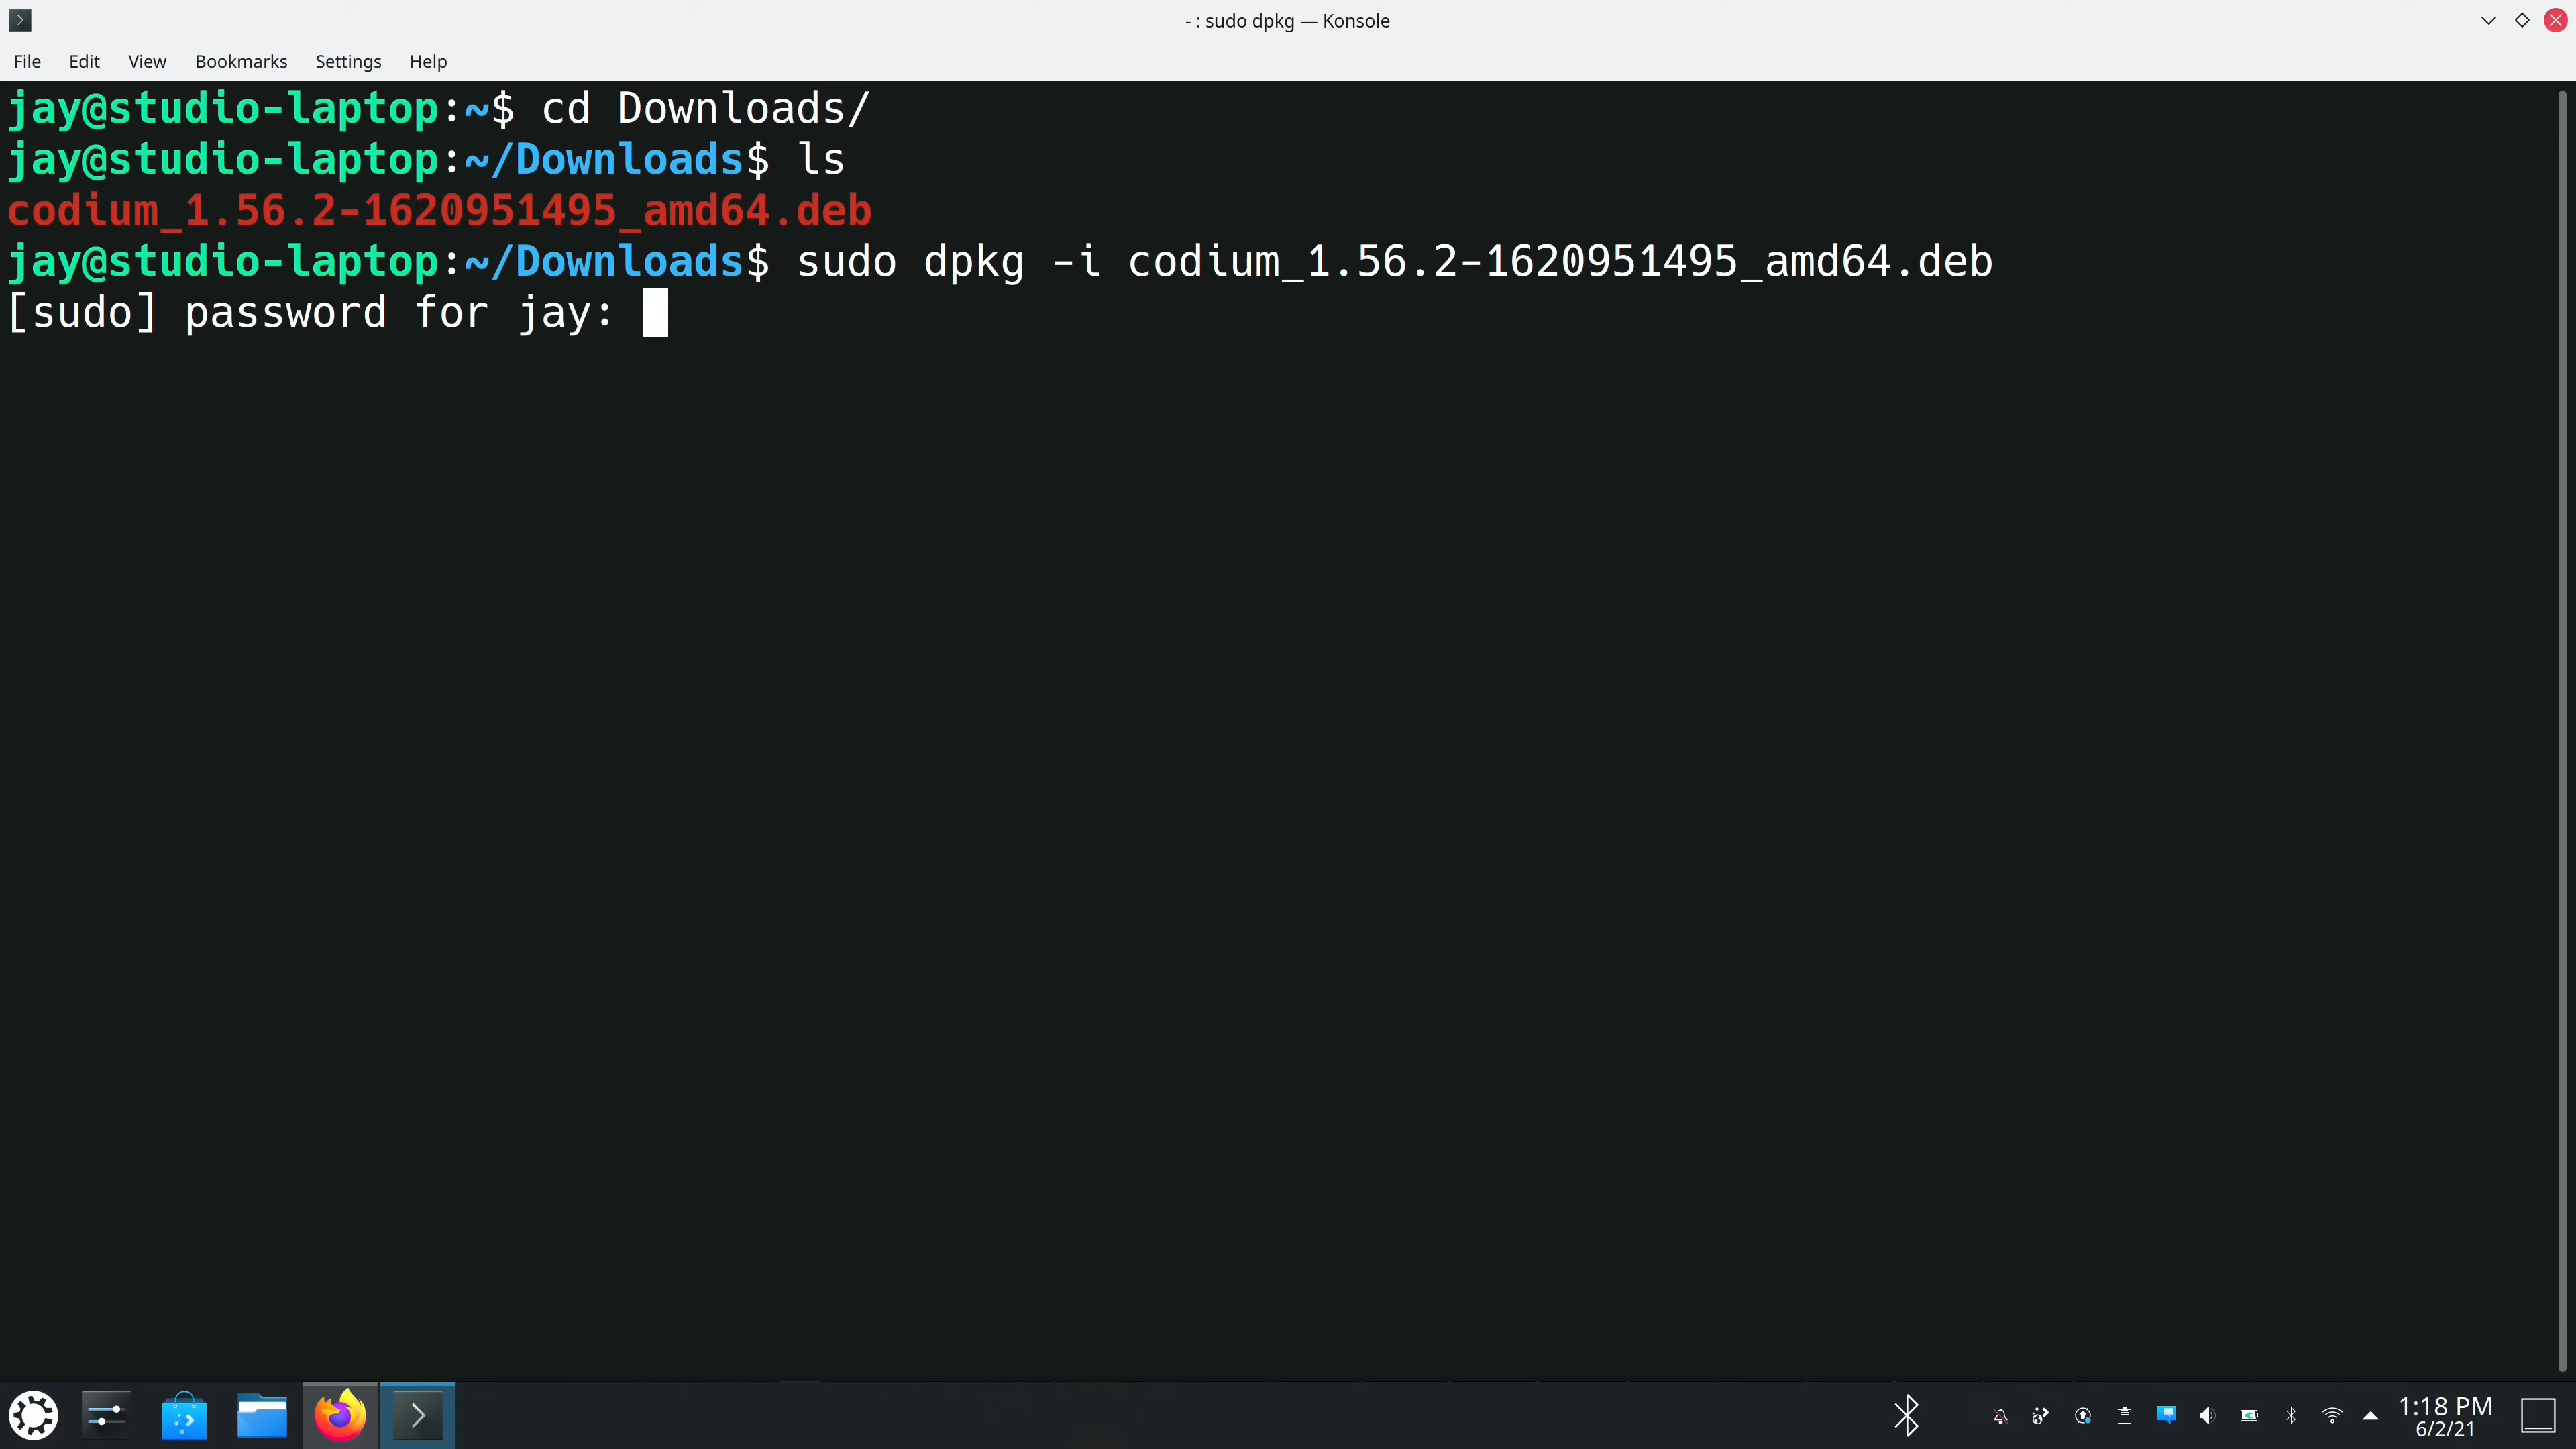 - : sudo dpkg — Konsole
File Edit View Bookmarks Settings Help
jay@studio-laptop:~$ cd Downloads/
jay@studio-laptop:~/Downloads$ ls
codium_1.56.2-1620951495_amd64.deb
jay@studio-laptop:~/Downloads$ sudo dpkg -i codium_1.56.2-1620951495_amd64.deb
[sudo] password for jay:
1:18 PM
6/2/21